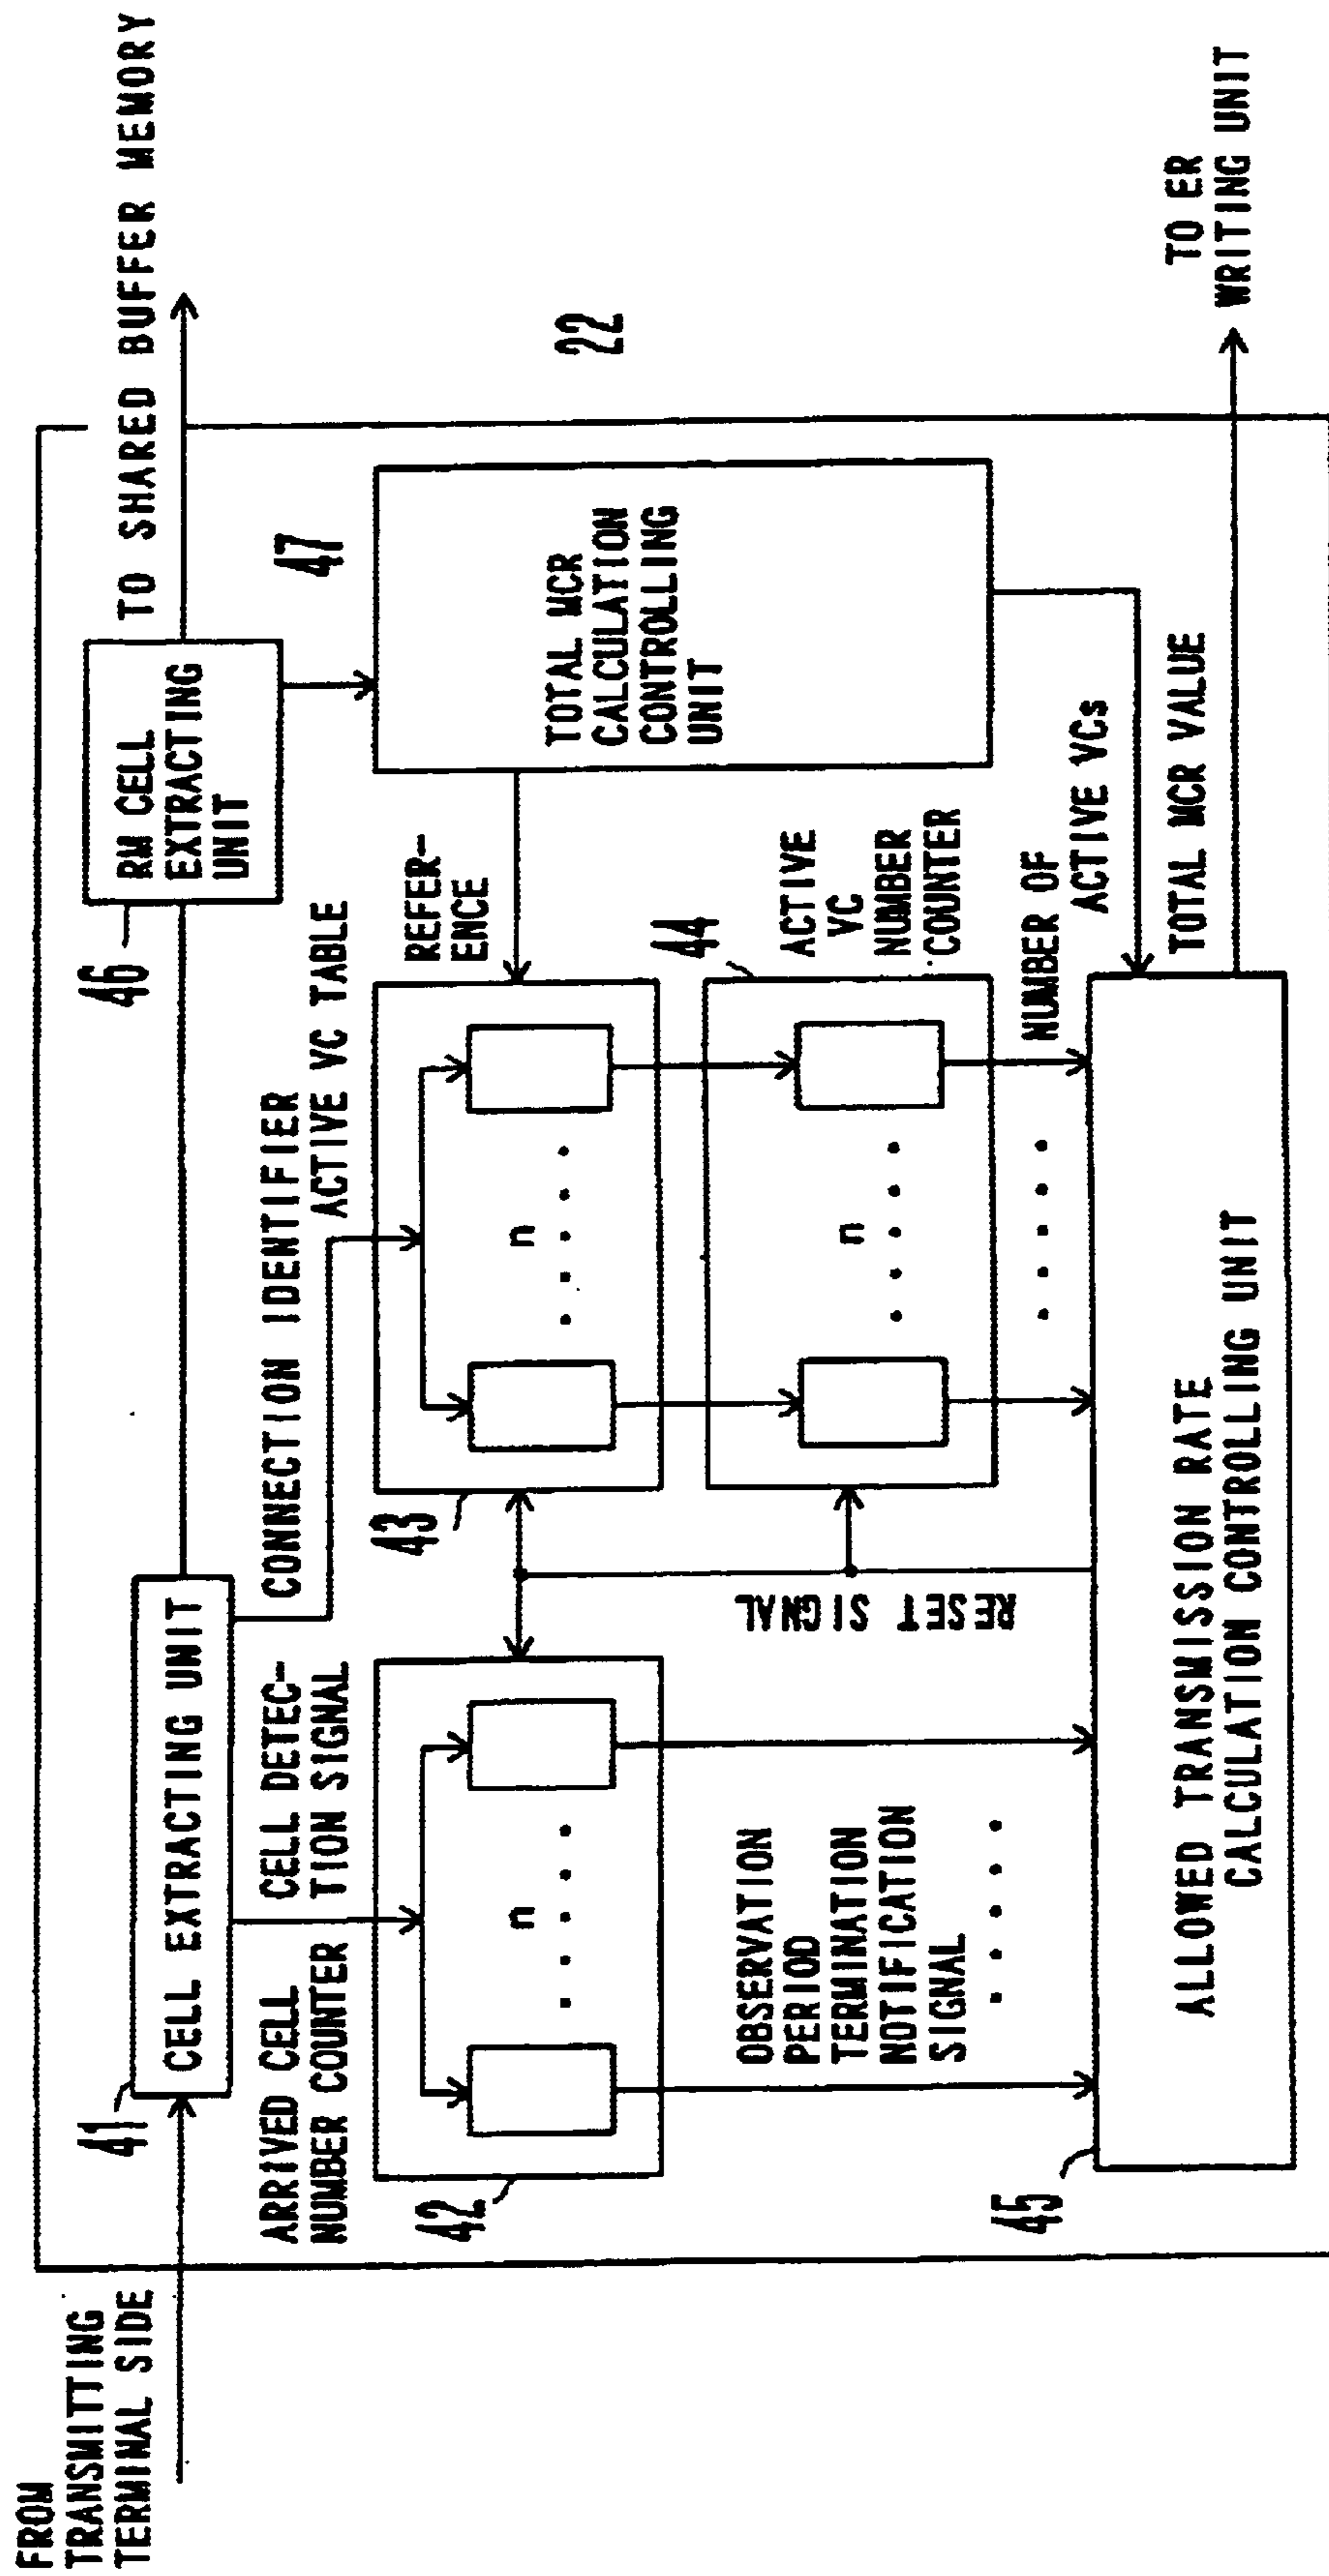 FROM
TRANSMITTING
TERMINAL SIDE
41
CELL EXTRACTING UNIT
46
RM CELL
EXTRACTING
UNIT
TO SHARED BUFFER MEMORY
ARRIVED CELL
NUMBER COUNTER
CELL DETEC-
TION SIGNAL
CONNECTION IDENTIFIER
ACTIVE VC TABLE
REFER-
ENCE
47
TOTAL MCR
CALCULATION
CONTROLLING
UNIT
22
42
n
43
n
44
n
ACTIVE
VC
NUMBER
COUNTER
RESET SIGNAL
OBSERVATION
PERIOD
TERMINATION
NOTIFICATION
SIGNAL
NUMBER OF
ACTIVE VCs
TOTAL MCR VALUE
45
ALLOWED TRANSMISSION RATE
CALCULATION CONTROLLING UNIT
TO ER
WRITING UNIT